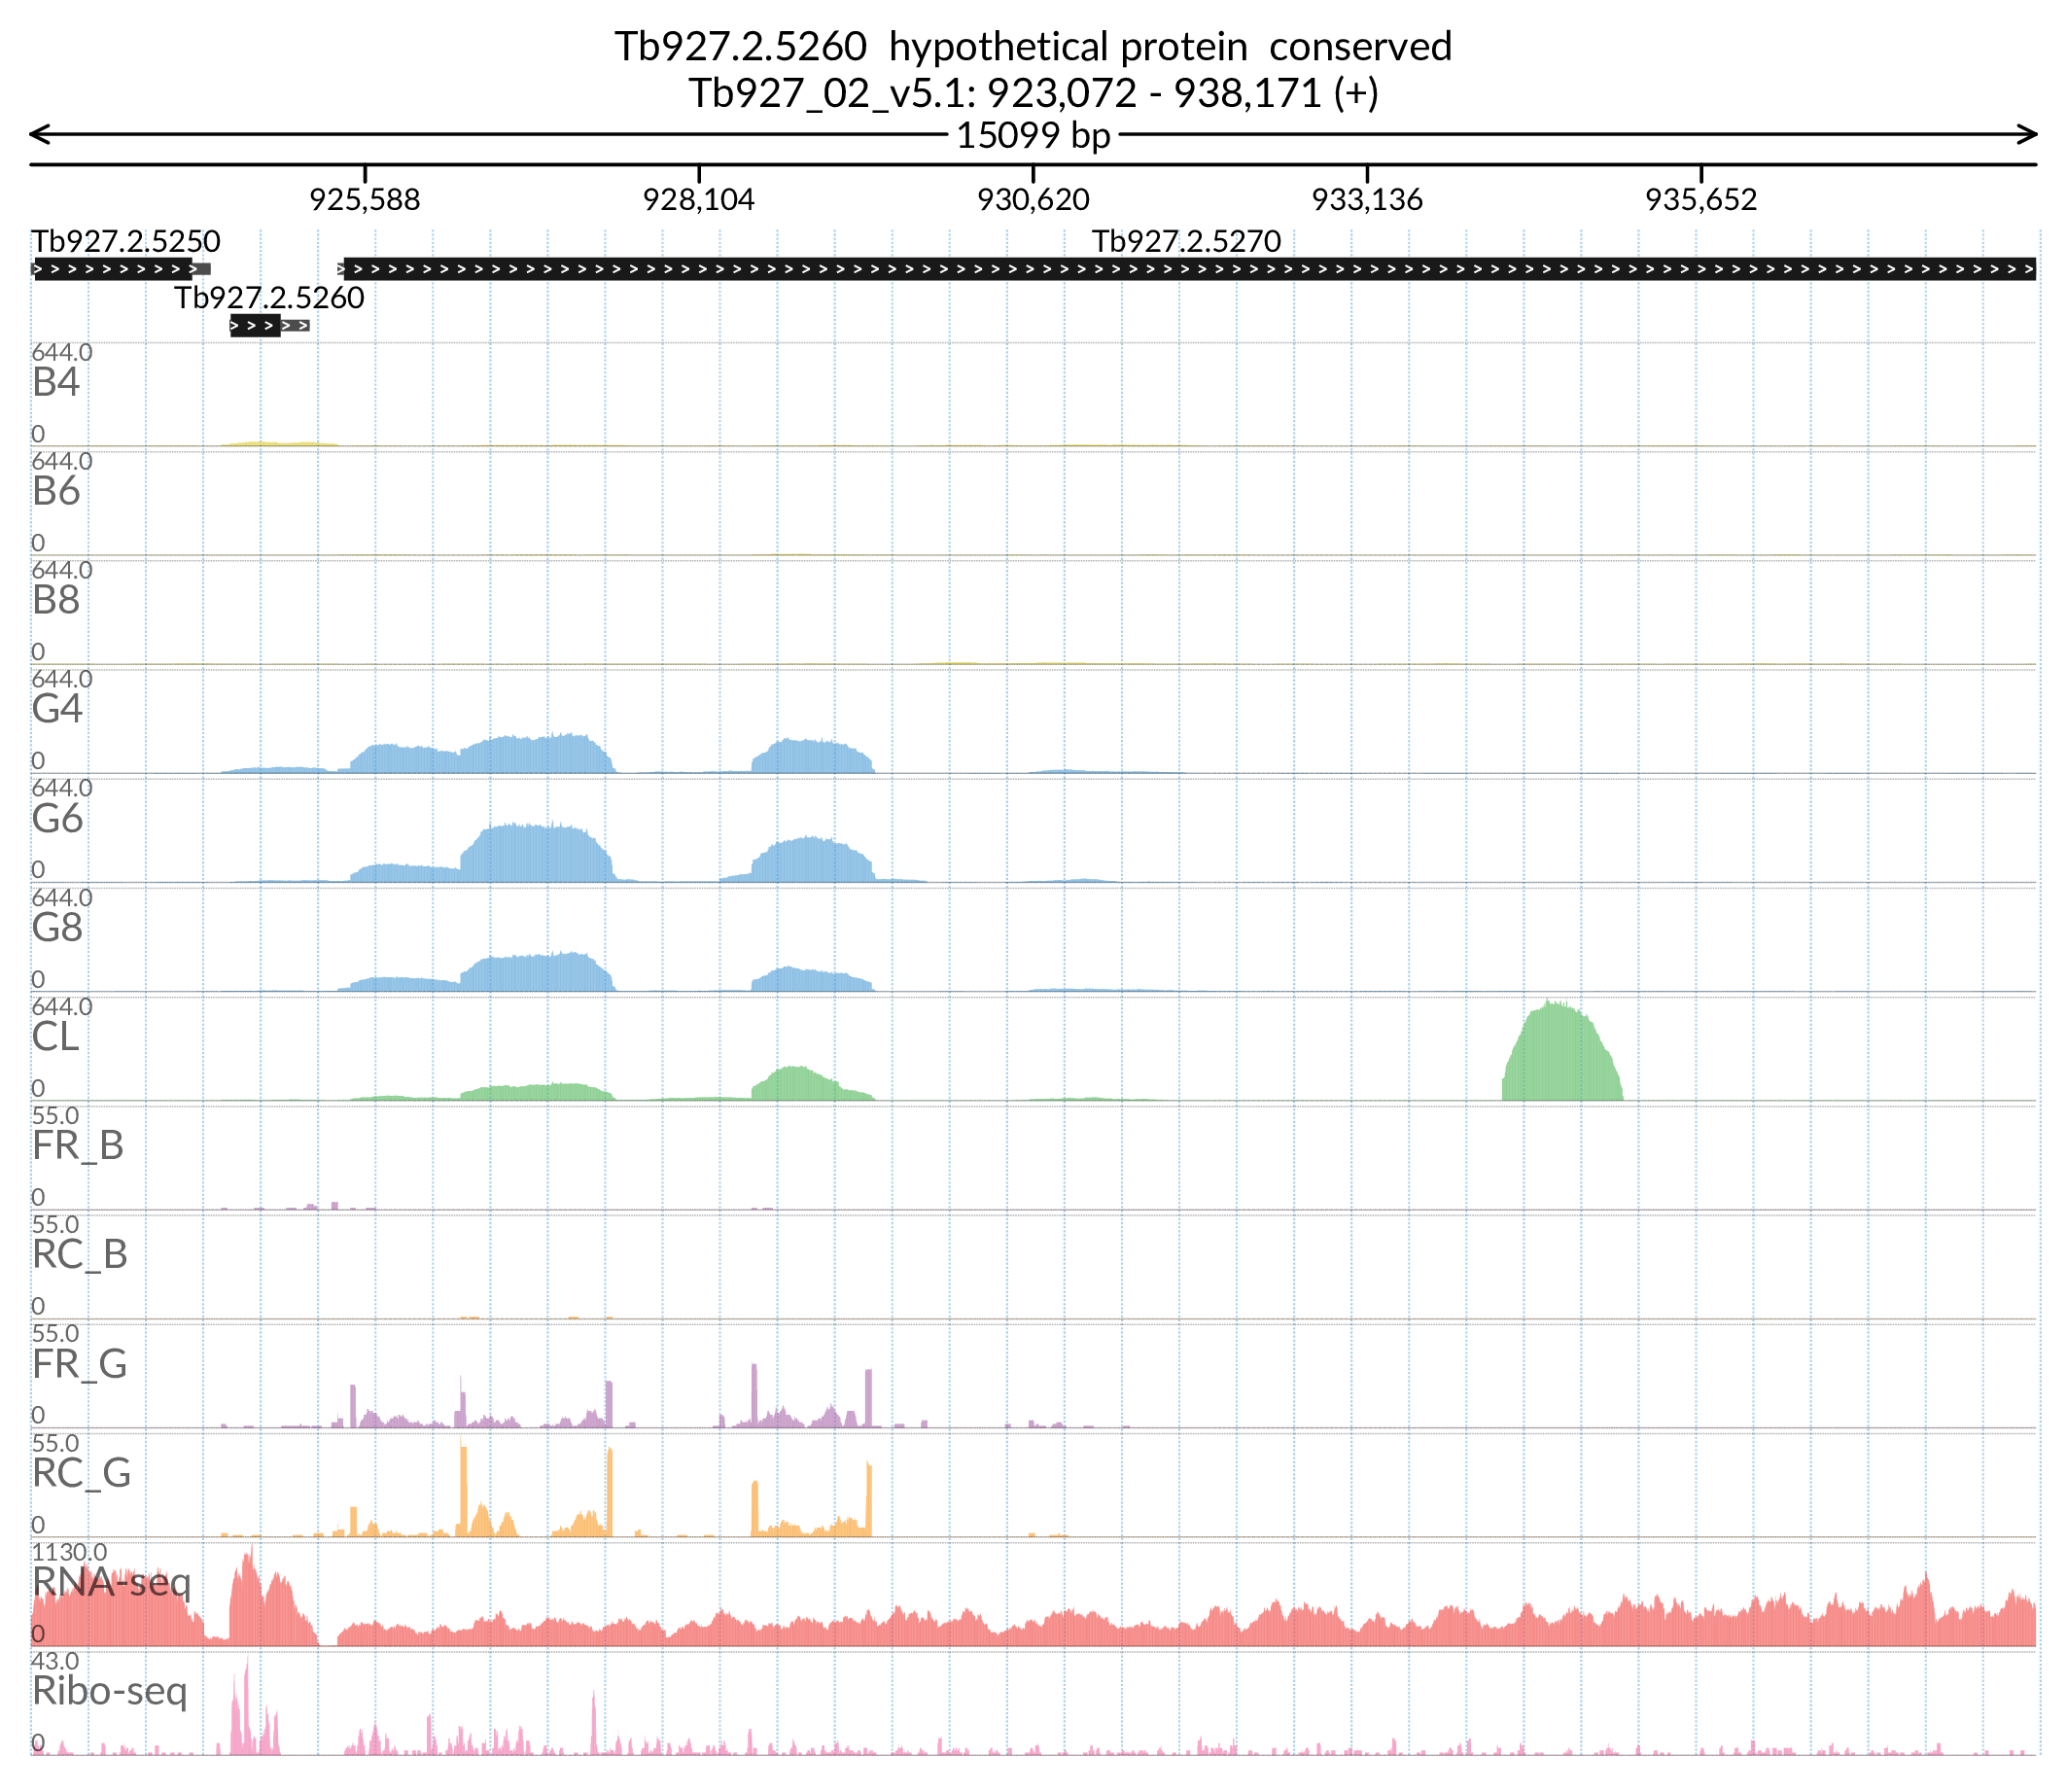 Tb927.2.5260  hypothetical protein  conserved
Tb927_02_v5.1: 923,072 - 938,171 (+)
15099 bp
925,588 928,104 930,620 933,136 935,652
Tb927.2.5250 Tb927.2.5270
Tb927.2.5260
644.0
B4
0
644.0
B6
0
644.0
B8
0
644.0
G4
0
644.0
G6
0
644.0
G8
0
644.0
CL
0
55.0
FR_B
0
55.0
RC_B
0
55.0
FR_G
0
55.0
RC_G
0
1130.0
RNA-seq
0
43.0
Ribo-seq
0